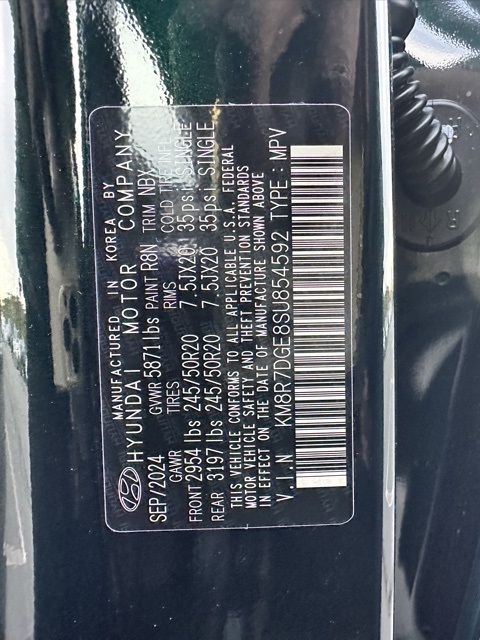 MANUFACTURED IN KOREA BY
HYUNDAI MOTOR COMPANY
SEP/2024 GVWR 5871 lbs PAINT R8N TRIM NBX
GAWR TIRES RIMS COLD TIRE INFL
FRONT 2954 lbs 245/50R20 7.5JX20 35psi SINGLE
REAR 3197 lbs 245/50R20 7.5JX20 35psi SINGLE
THIS VEHICLE CONFORMS TO ALL APPLICABLE U.S.A. FEDERAL
MOTOR VEHICLE SAFETY AND THEFT PREVENTION STANDARDS
IN EFFECT ON THE DATE OF MANUFACTURE SHOWN ABOVE
V.I.N KM8R7DGE8SU854592 TYPE : MPV